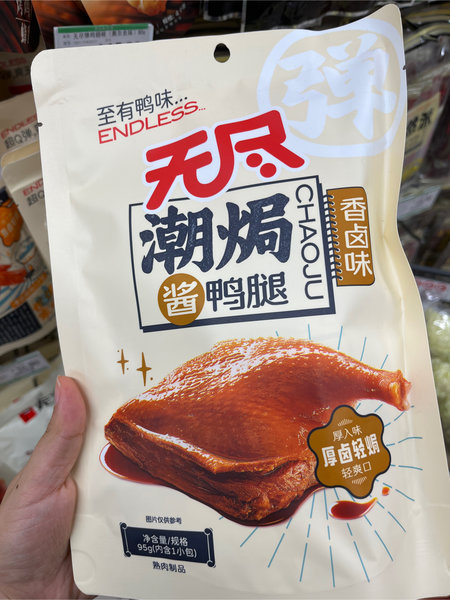 至有鸭味...
ENDLESS...
弹
无尽
潮焗
CHAOJU
酱鸭腿
香卤味
厚入味
厚卤轻焗
轻爽口
图片仅供参考
净含量/规格
95g(内含1小包)
熟肉制品
ENDLESS